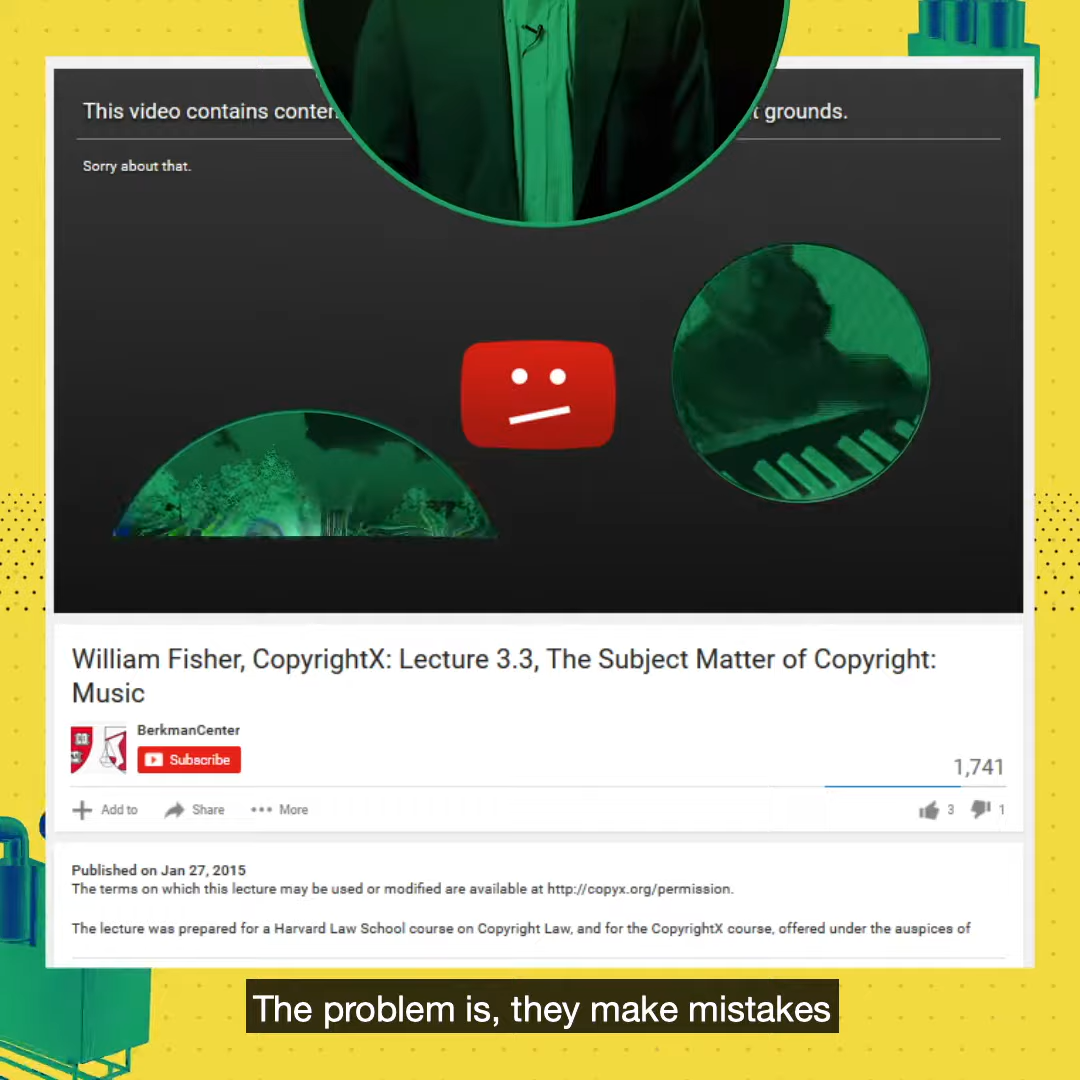 This video contains
t grounds.
Sorry about that.
William Fisher, CopyrightX: Lecture 3.3, The Subject Matter of Copyright:
Music
BerkmanCenter
Subscribe
1,741
Add to Share More 3 1
Published on Jan 27, 2015
The terms on which this lecture may be used or modified are available at http://copyx.org/permission.
The lecture was prepared for a Harvard Law School course on Copyright Law, and for the CopyrightX course, offered under the auspices of
The problem is, they make mistakes